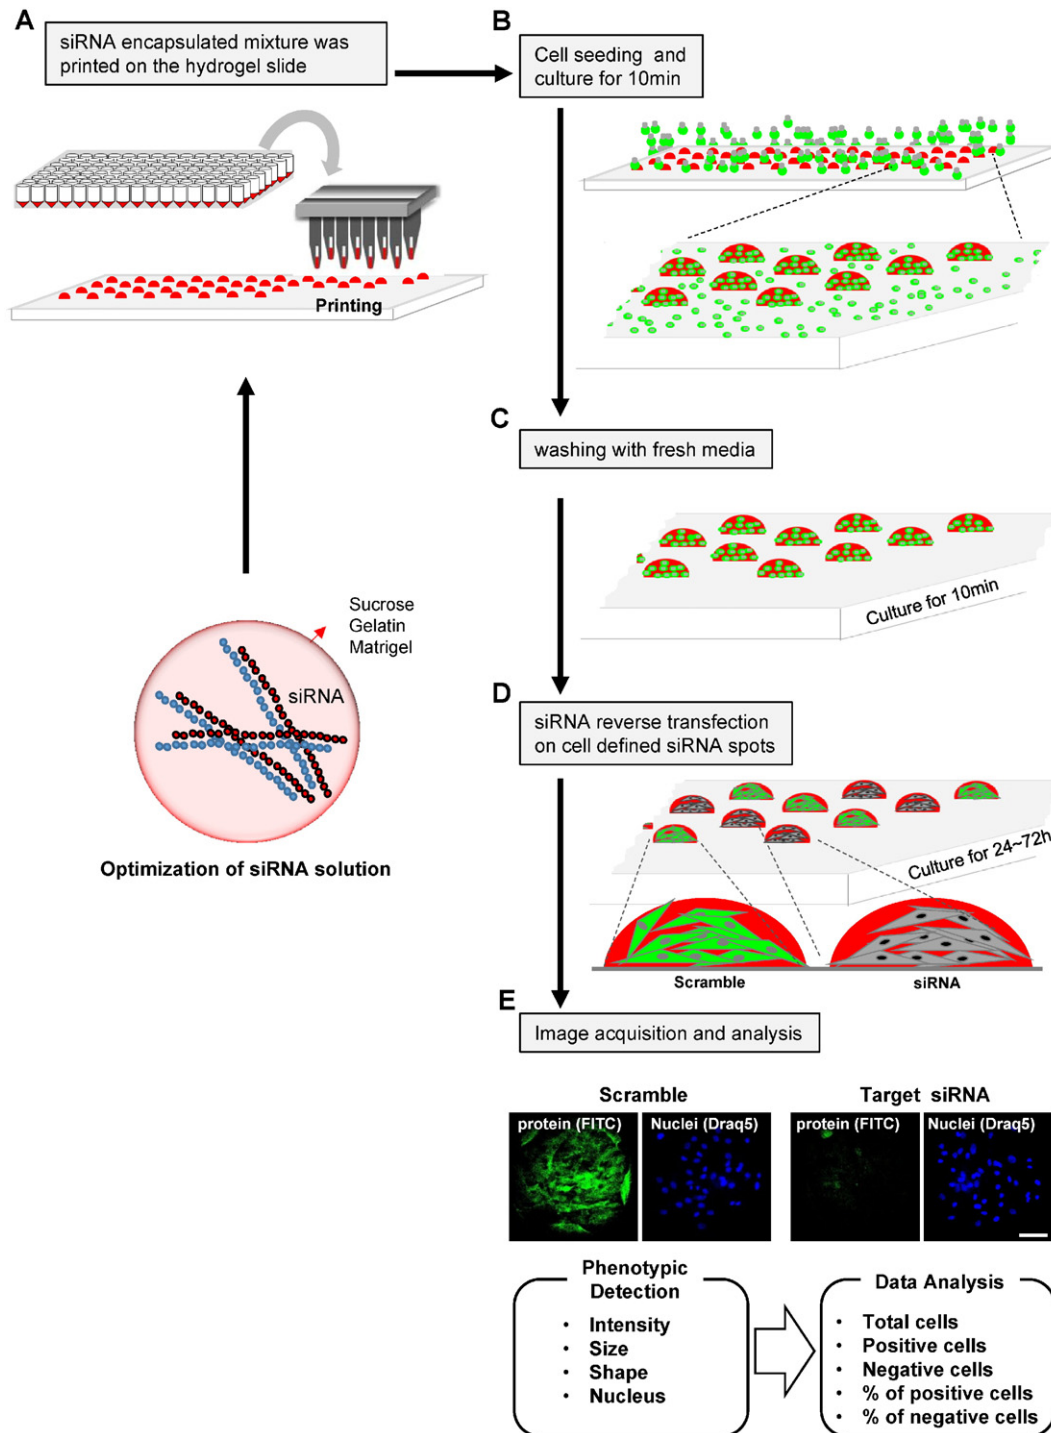 A
siRNA encapsulated mixture was
printed on the hydrogel slide
Printing
Sucrose
Gelatin
Matrigel
siRNA
Optimization of siRNA solution
B
Cell seeding and
culture for 10min
C
washing with fresh media
Culture for 10min
D
siRNA reverse transfection
on cell defined siRNA spots
Culture for 24~72h
Scramble
siRNA
E
Image acquisition and analysis
Scramble
Target siRNA
protein (FITC)
Nuclei (Draq5)
protein (FITC)
Nuclei (Draq5)
Phenotypic
Detection
• Intensity
• Size
• Shape
• Nucleus
Data Analysis
• Total cells
• Positive cells
• Negative cells
• % of positive cells
• % of negative cells